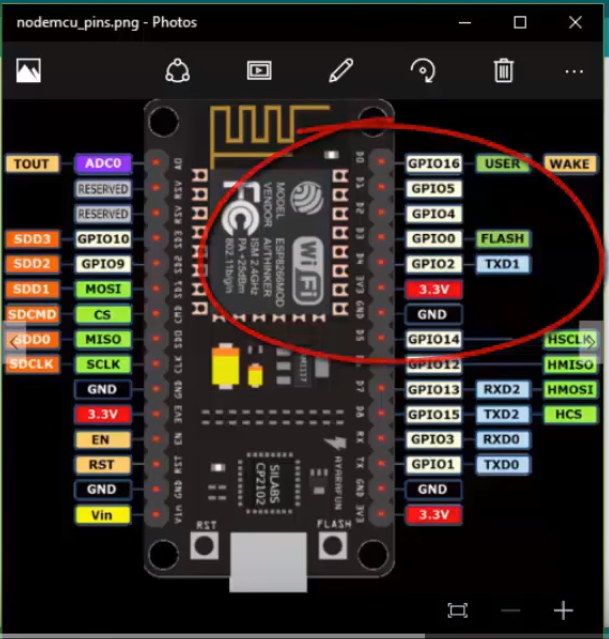 nodemcu_pins.png - Photos
TOUT ADC0 A0 D0 GPIO16 USER WAKE
RESERVED RSV D1 GPIO5
RESERVED RSV D2 GPIO4
SDD3 GPIO10 SD3 D3 GPIO0 FLASH
SDD2 GPIO9 SD2 D4 GPIO2 TXD1
SDD1 MOSI SD1 3V3 3.3V
SDCMD CS CMD GND GND
SDD0 MISO SD0 D5 GPIO14 HSCLK
SDCLK SCLK CLK GPIO12 HMISO
GND GND D7 GPIO13 RXD2 HMOSI
3.3V 3V3 D8 GPIO15 TXD2 HCS
EN EN RX GPIO3 RXD0
RST RST TX GPIO1 TXD0
GND GND GND GND
Vin Vin 3V3 3.3V
MODEL ESP8266MOD
VENDOR AI/THINKER
ISM 2.4GHz
PA +25dBm
802.11b/g/n
FC
Wi Fi
SILABS
CP2102
AYARAFUN
RST FLASH